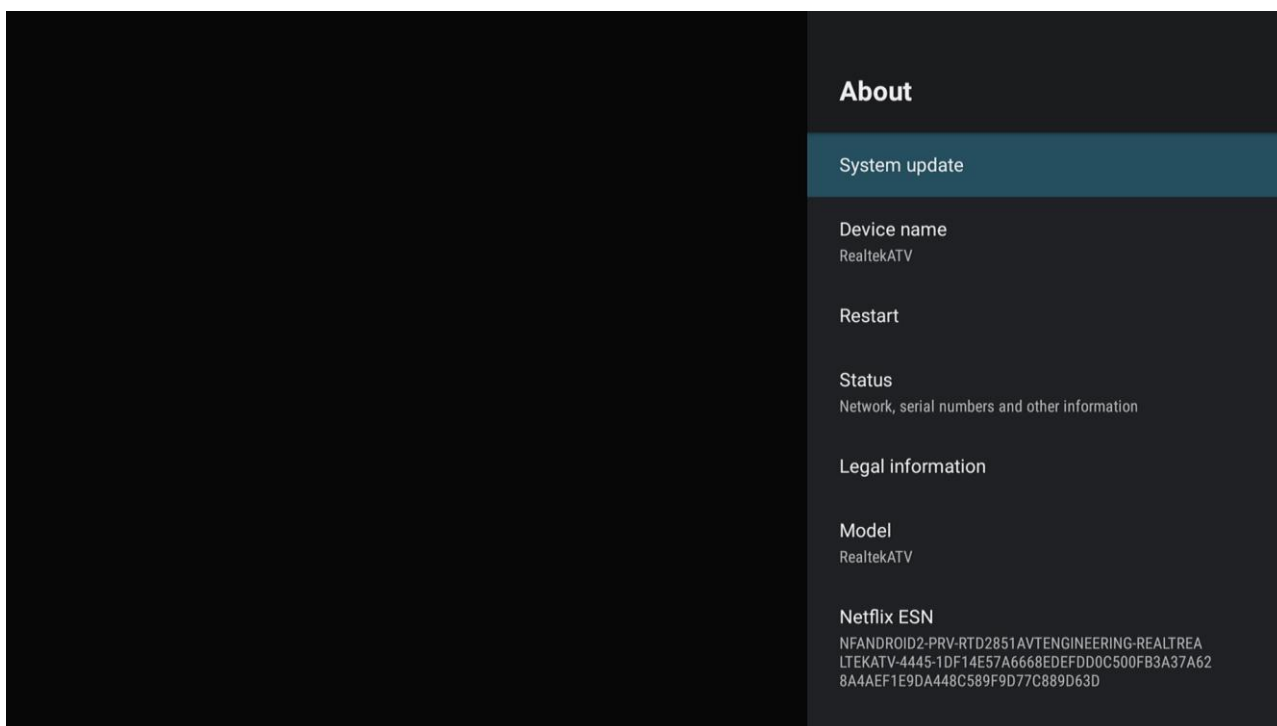 About
System update
Device name
RealtekATV
Restart
Status
Network, serial numbers and other information
Legal information
Model
RealtekATV
Netflix ESN
NFANDROID2-PRV-RTD2851AVTENGINEERING-REALTREA
LTEKATV-4445-1DF14E57A6668EDEFDD0C500FB3A37A62
8A4AEF1E9DA448C589F9D77C889D63D